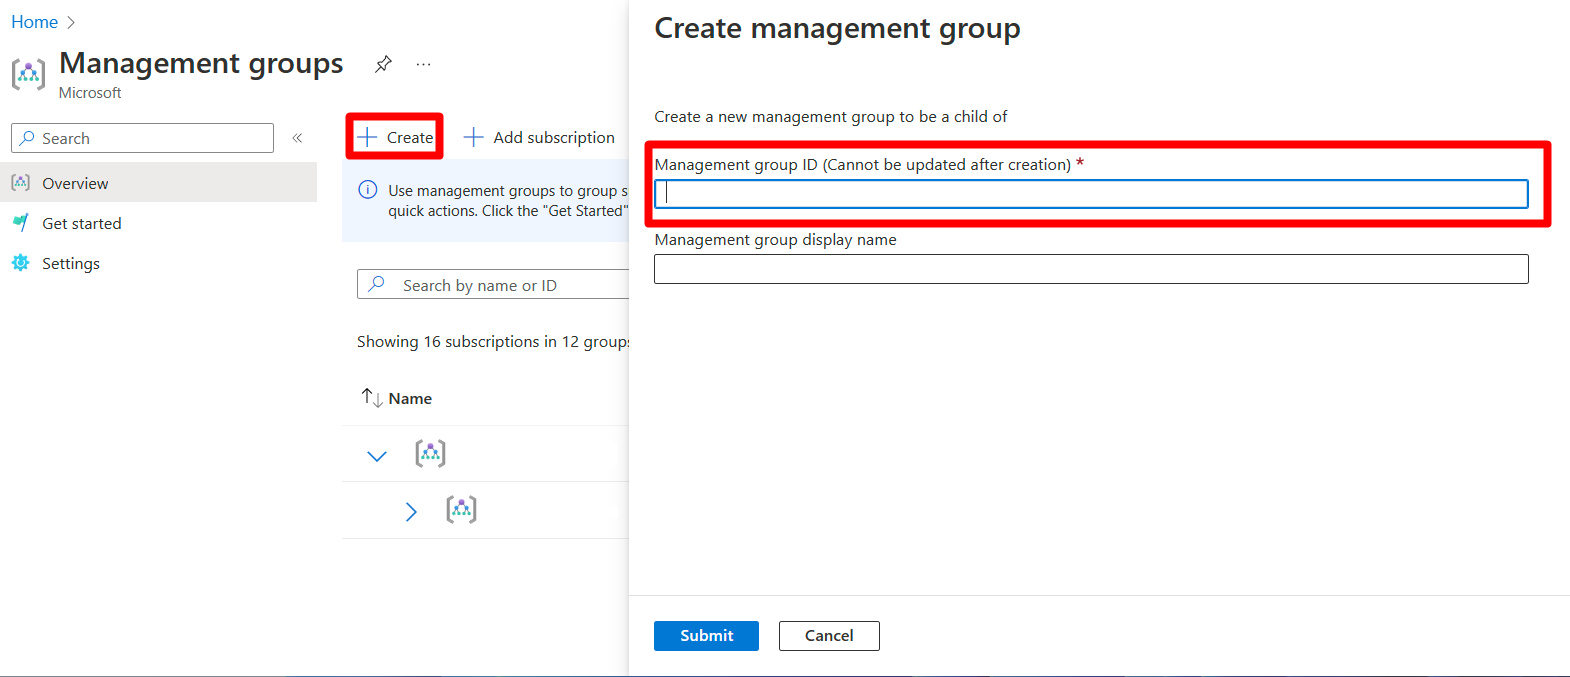 Home
Management groups
Microsoft
Search
Overview
Get started
Settings
Create
Add subscription
Use management groups to group s
quick actions. Click the "Get Started"
Search by name or ID
Showing 16 subscriptions in 12 groups
Name
Create management group
Create a new management group to be a child of
Management group ID (Cannot be updated after creation) *
Management group display name
Submit
Cancel